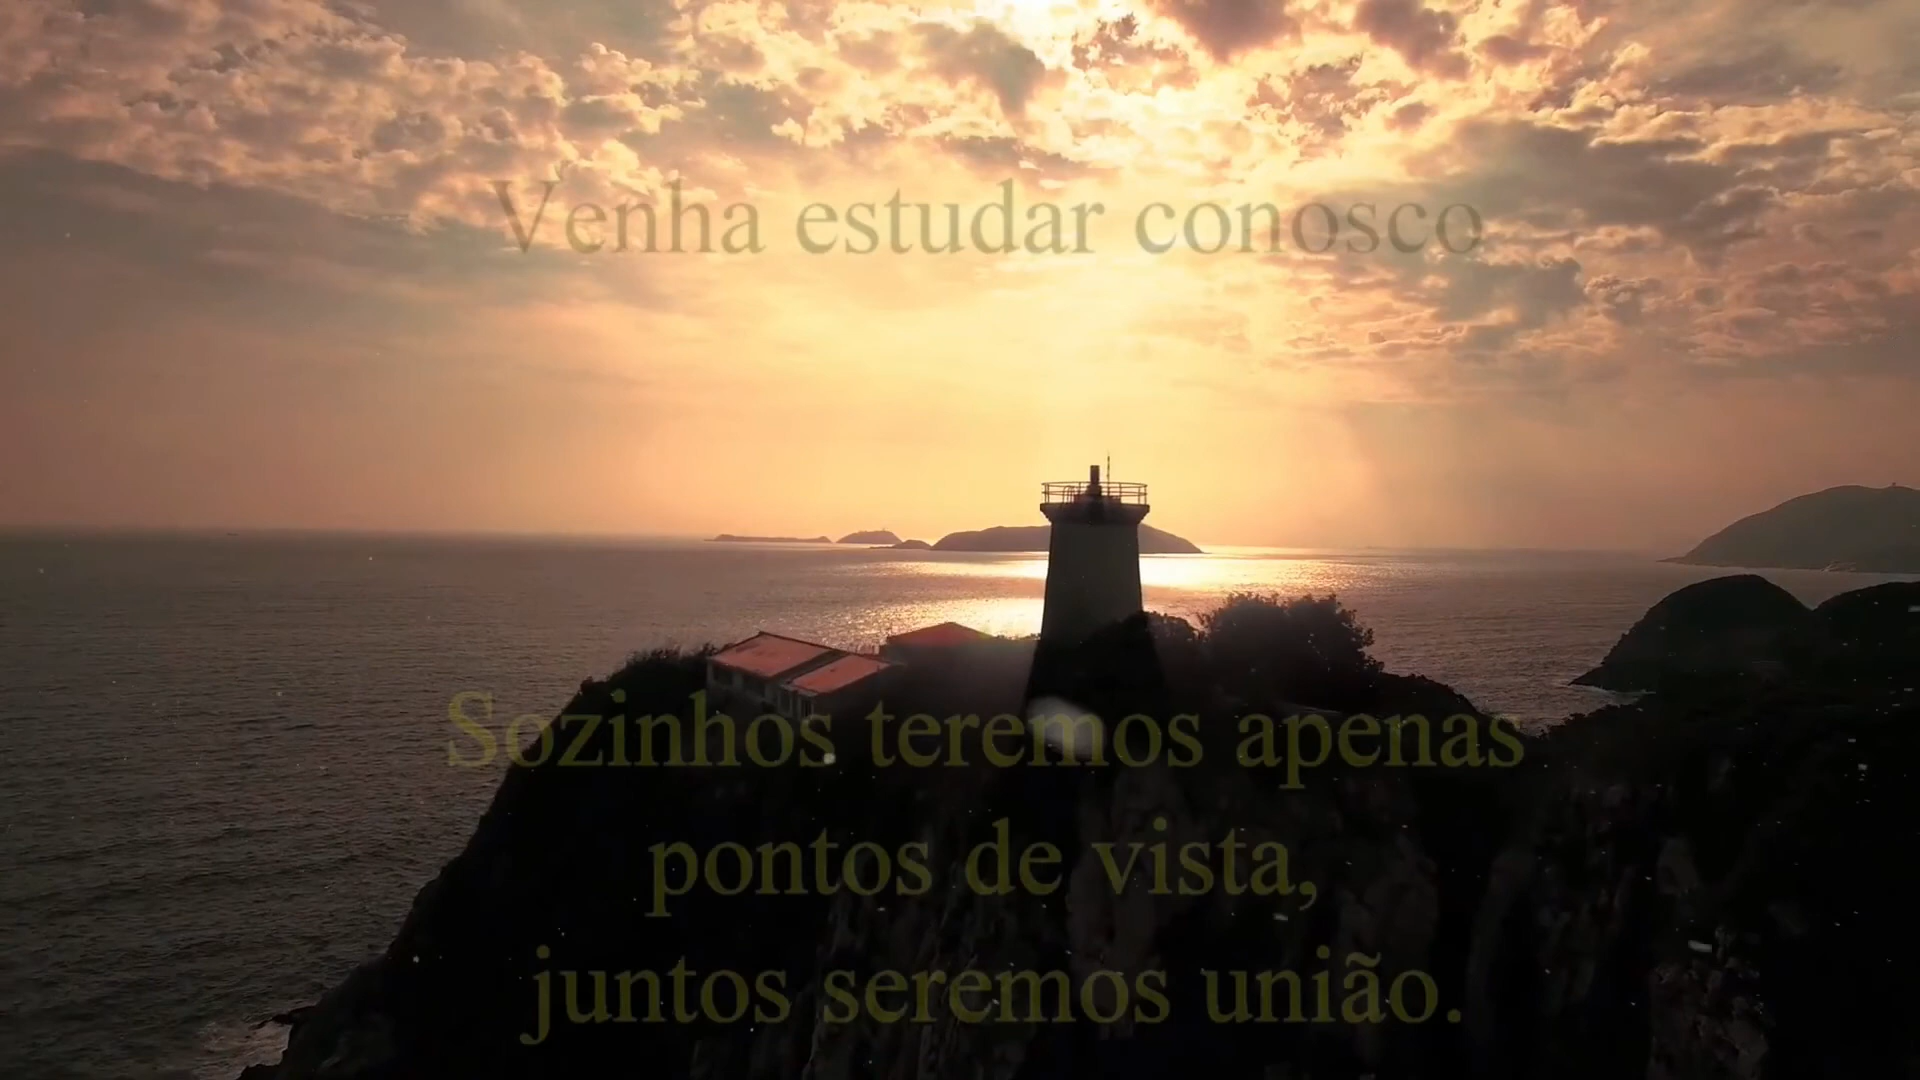 Venha estudar conosco
Sozinhos teremos apenas
pontos de vista,
juntos seremos união.